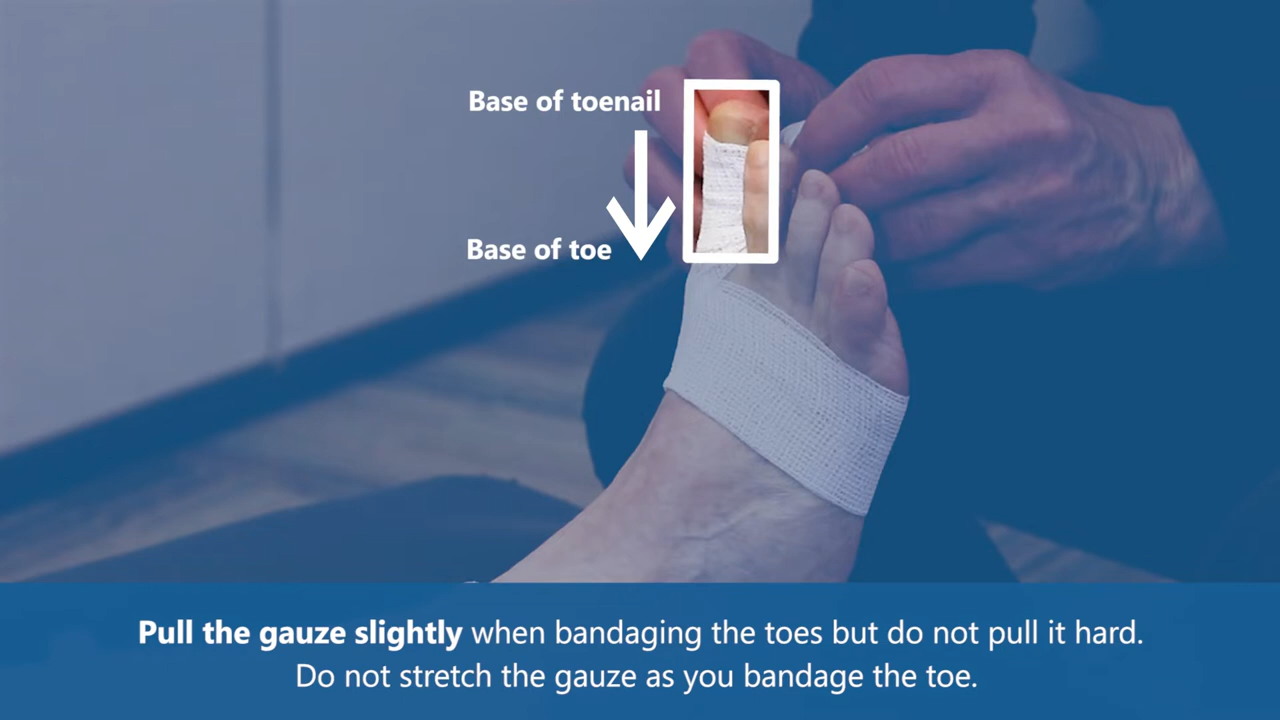 Base of toenail
Base of toe
Pull the gauze slightly when bandaging the toes but do not pull it hard.
Do not stretch the gauze as you bandage the toe.